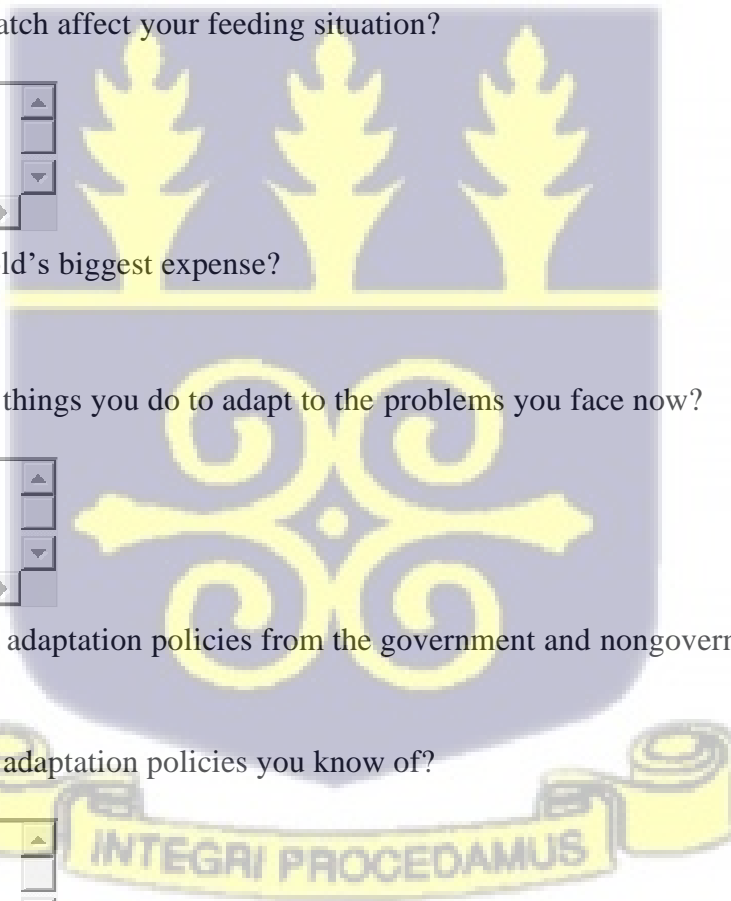 atch affect your feeding situation?
ld’s biggest expense?
things you do to adapt to the problems you face now?
adaptation policies from the government and nongovern
adaptation policies you know of?
INTEGRI PROCEDAMUS